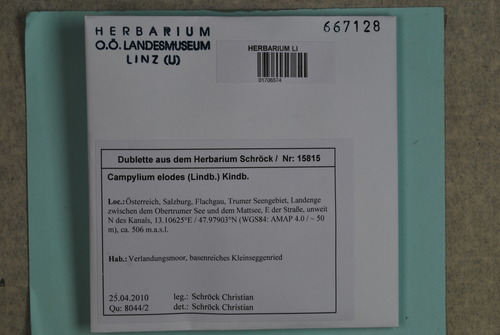 HERBARIUM
O.Ö. LANDESMUSEUM
LINZ (U)
667128
HERBARIUM LI
01706574
Dublette aus dem Herbarium Schröck / Nr: 15815
Campylium elodes (Lindb.) Kindb.
Loc.: Österreich, Salzburg, Flachgau, Trumer Seengebiet, Landenge
zwischen dem Obertrumer See und dem Mattsee, E der Straße, unweit
N des Kanals, 13.10625°E / 47.97903°N (WGS84: AMAP 4.0 / ~ 50
m), ca. 506 m.a.s.l.
Hab.: Verlandungsmoor, basenreiches Kleinseggenried
25.04.2010 leg.: Schröck Christian
Qu: 8044/2 det.: Schröck Christian